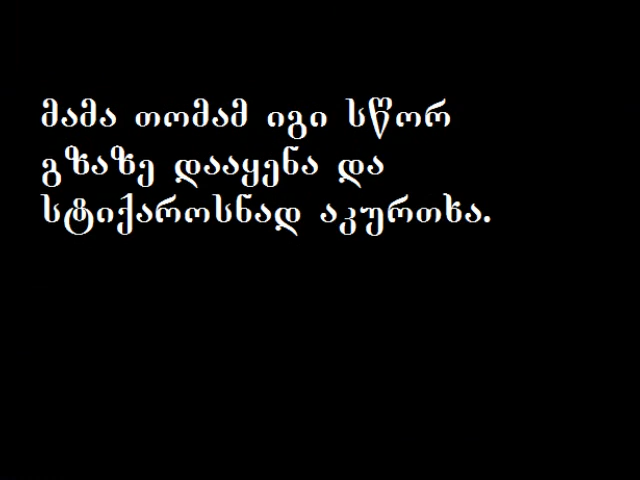 მამა თომამ იგი სწორ
გზაზე დააყენა და
სტიქაროსნად აკურთხა.